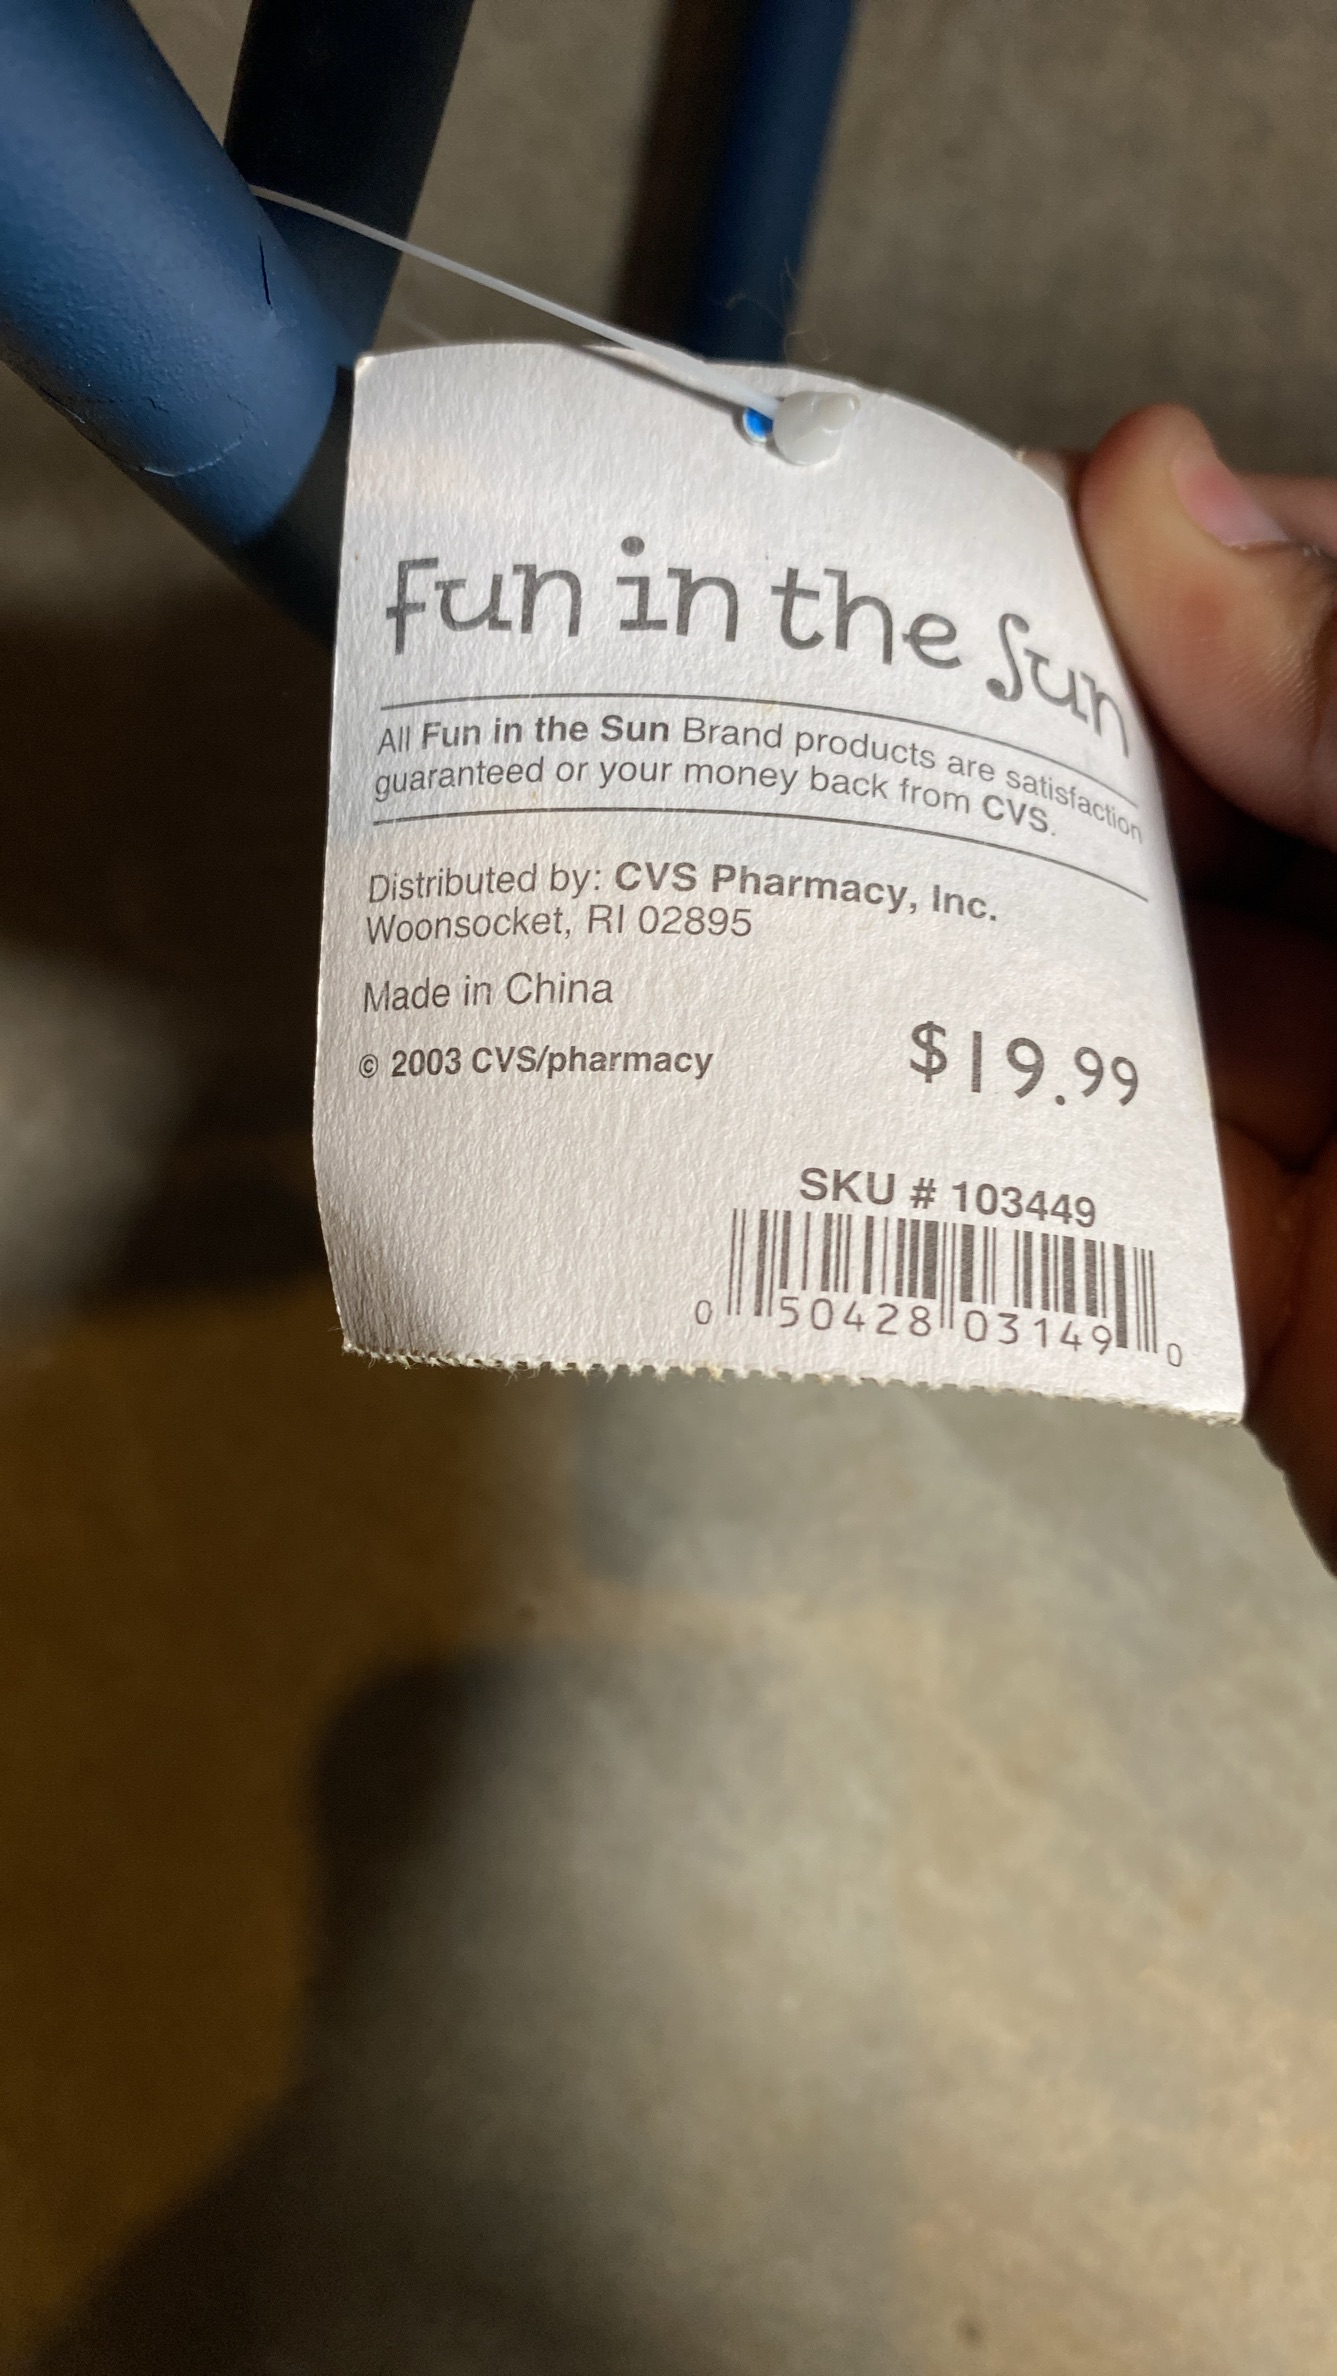 Fun in the Sun
All Fun in the Sun Brand products are satisfaction
guaranteed or your money back from CVS.
Distributed by: CVS Pharmacy, Inc.
Woonsocket, RI 02895
Made in China
© 2003 CVS/pharmacy
$19.99
SKU # 103449
0 50428 03149 0